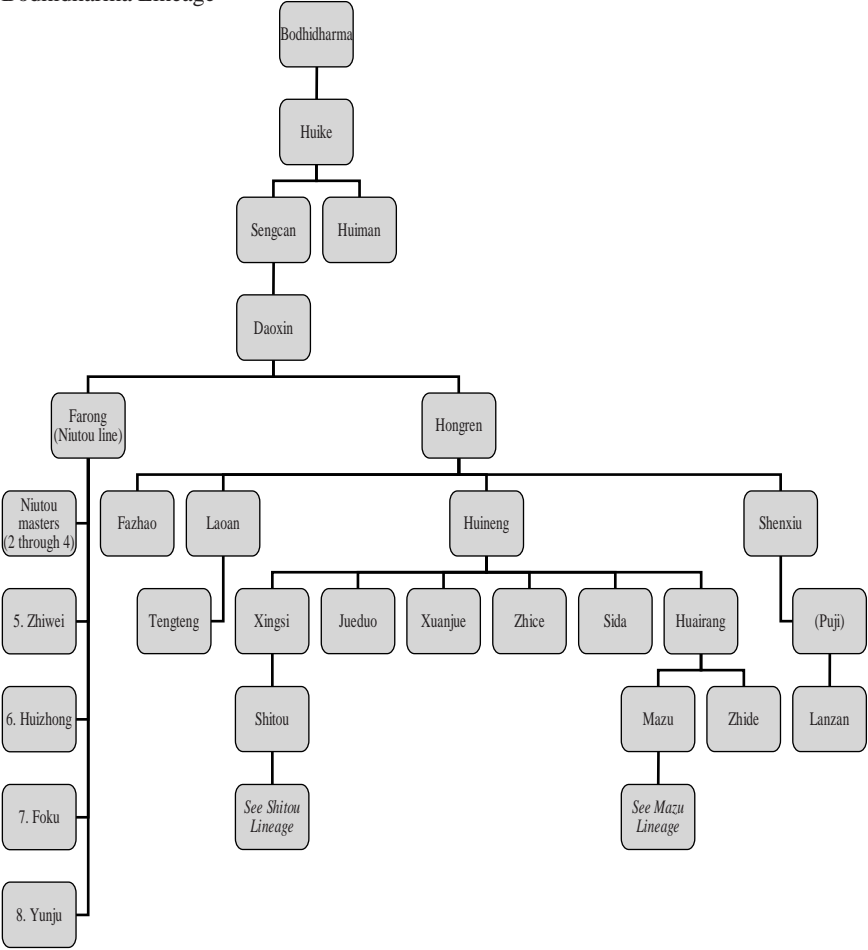 Bodhidharma Lineage
Bodhidharma
Huike
Sengcan
Huiman
Daoxin
Farong
(Niutou line)
Hongren
Niutou
masters
(2 through 4)
Fazhao
Laoan
Huineng
Shenxiu
5. Zhiwei
Tengteng
Xingsi
Jueduo
Xuanjue
Zhice
Sida
Huairang
(Puji)
6. Huizhong
Shitou
Mazu
Zhide
Lanzan
7. Foku
See Shitou
Lineage
See Mazu
Lineage
8. Yunju